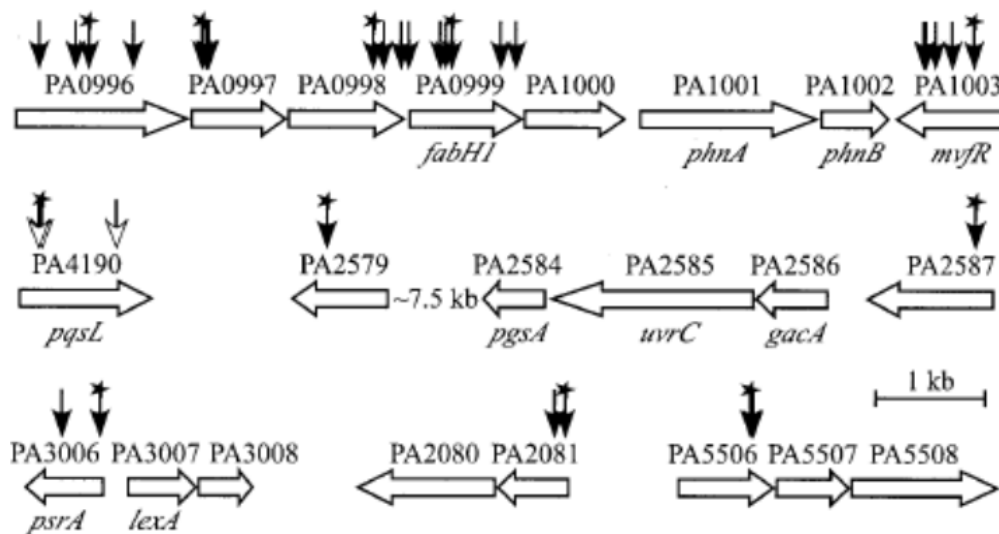 PA0996 PA0997 PA0998 PA0999 PA1000 PA1001 PA1002 PA1003
fabH1 phnA phnB mvfR
PA4190 PA2579 PA2584 PA2585 PA2586 PA2587
~7.5 kb
pqsL pgsA uvrC gacA
1 kb
PA3006 PA3007 PA3008 PA2080 PA2081 PA5506 PA5507 PA5508
psrA lexA